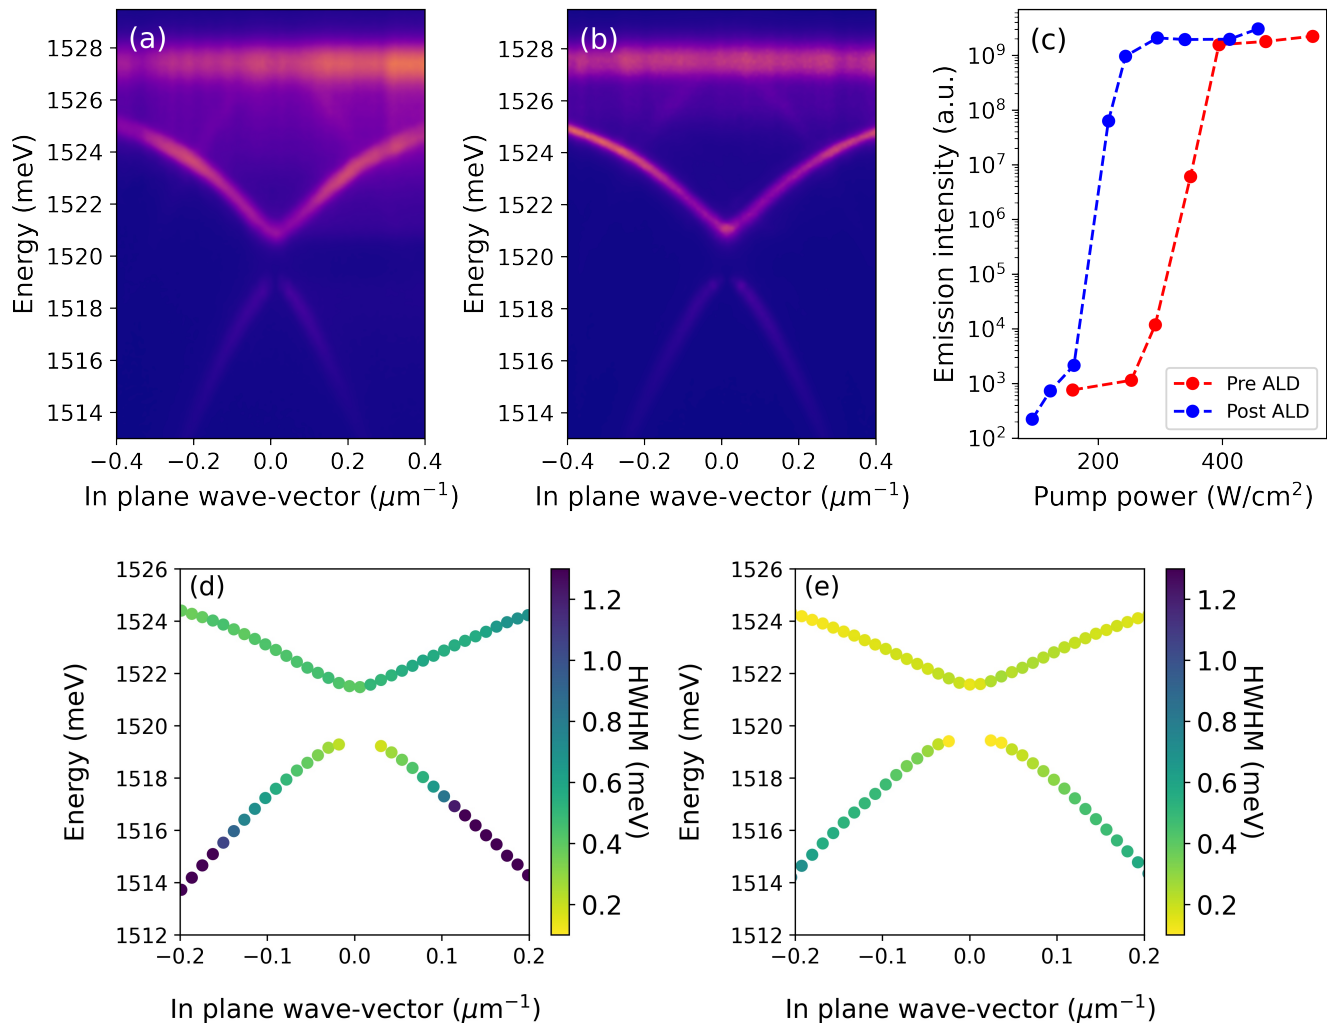 (a)
1528
1526
1524
1522
1520
1518
1516
1514
Energy (meV)
−0.4 −0.2 0.0 0.2 0.4
In plane wave-vector (μm⁻¹)
(b)
1528
1526
1524
1522
1520
1518
1516
1514
Energy (meV)
−0.4 −0.2 0.0 0.2 0.4
In plane wave-vector (μm⁻¹)
(c)
10⁹
10⁸
10⁷
10⁶
10⁵
10⁴
10³
10²
Emission intensity (a.u.)
Pre ALD
Post ALD
200 400
Pump power (W/cm²)
(d)
1526
1524
1522
1520
1518
1516
1514
1512
Energy (meV)
−0.2 −0.1 0.0 0.1 0.2
In plane wave-vector (μm⁻¹)
1.2
1.0
0.8
0.6
0.4
0.2
HWHM (meV)
(e)
1526
1524
1522
1520
1518
1516
1514
1512
Energy (meV)
−0.2 −0.1 0.0 0.1 0.2
In plane wave-vector (μm⁻¹)
1.2
1.0
0.8
0.6
0.4
0.2
HWHM (meV)